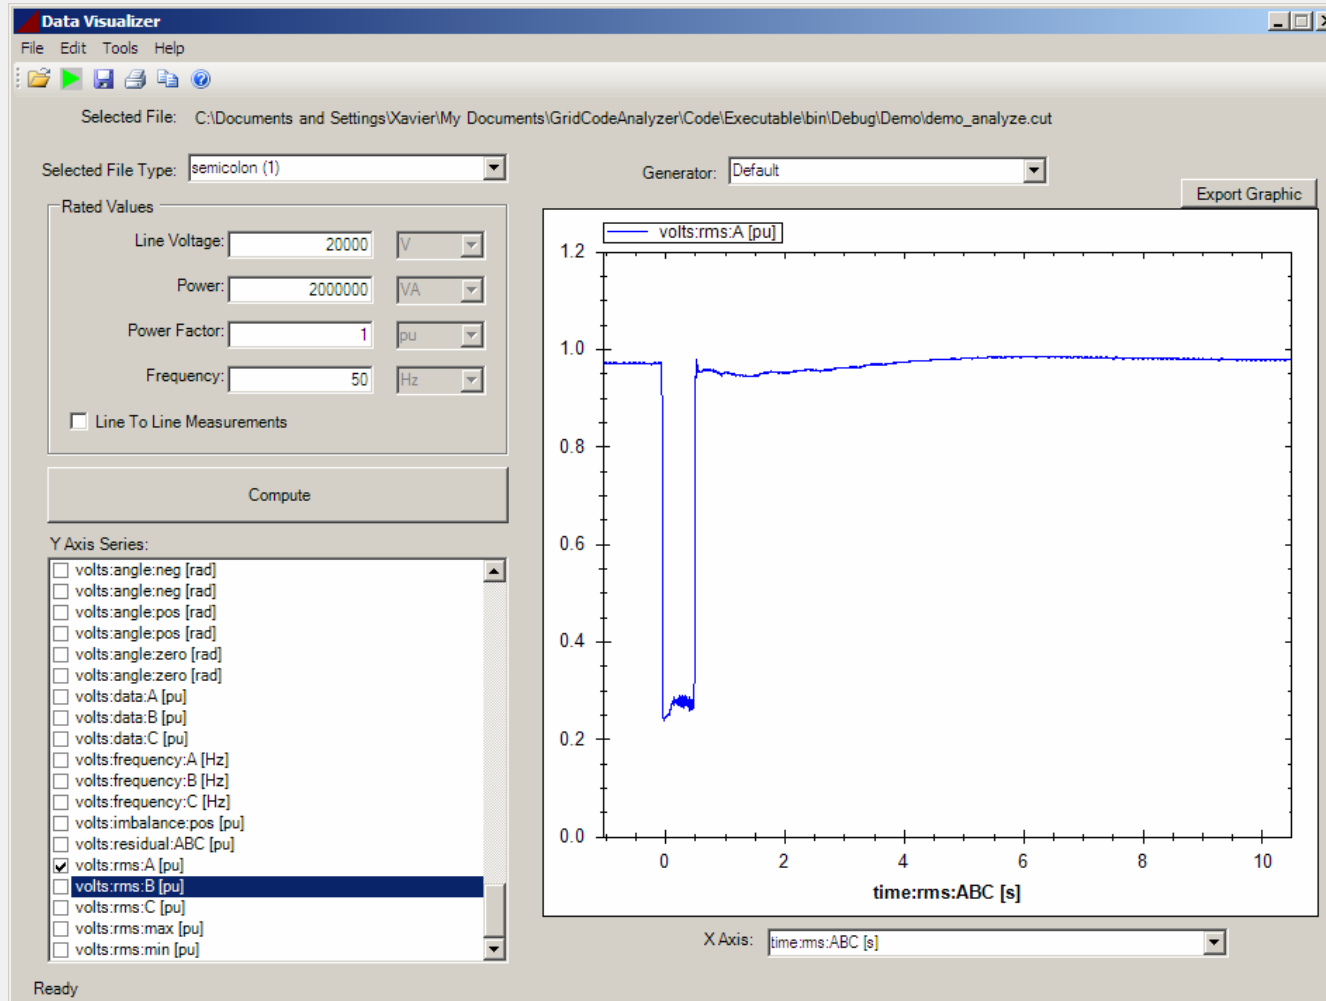 Data Visualizer
File Edit Tools Help
Selected File: C:\Documents and Settings\Xavier\My Documents\GridCodeAnalyzer\Code\Executable\bin\Debug\Demo\demo_analyze.cut
Selected File Type: semicolon (1)
Generator: Default
Export Graphic
Rated Values
Line Voltage: 20000 V
Power: 2000000 VA
Power Factor: 1 pu
Frequency: 50 Hz
Line To Line Measurements
Compute
Y Axis Series:
volts:angle:neg [rad]
volts:angle:neg [rad]
volts:angle:pos [rad]
volts:angle:pos [rad]
volts:angle:zero [rad]
volts:angle:zero [rad]
volts:data:A [pu]
volts:data:B [pu]
volts:data:C [pu]
volts:frequency:A [Hz]
volts:frequency:B [Hz]
volts:frequency:C [Hz]
volts:imbalance:pos [pu]
volts:residual:ABC [pu]
volts:rms:A [pu]
volts:rms:B [pu]
volts:rms:C [pu]
volts:rms:max [pu]
volts:rms:min [pu]
volts:rms:A [pu]
1.2
1.0
0.8
0.6
0.4
0.2
0.0
0 2 4 6 8 10
time:rms:ABC [s]
X Axis: time:rms:ABC [s]
Ready